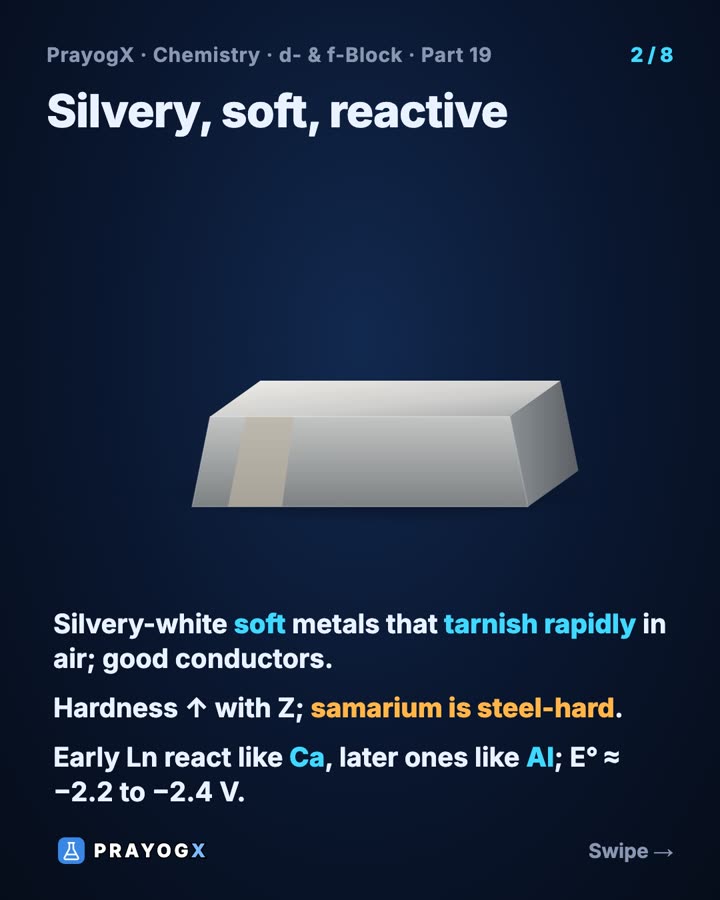 PrayogX · Chemistry · d- & f-Block · Part 19
2 / 8
Silvery, soft, reactive
Silvery-white soft metals that tarnish rapidly in
air; good conductors.
Hardness ↑ with Z; samarium is steel-hard.
Early Ln react like Ca, later ones like Al; E° ≈
−2.2 to −2.4 V.
PRAYOGX
Swipe →